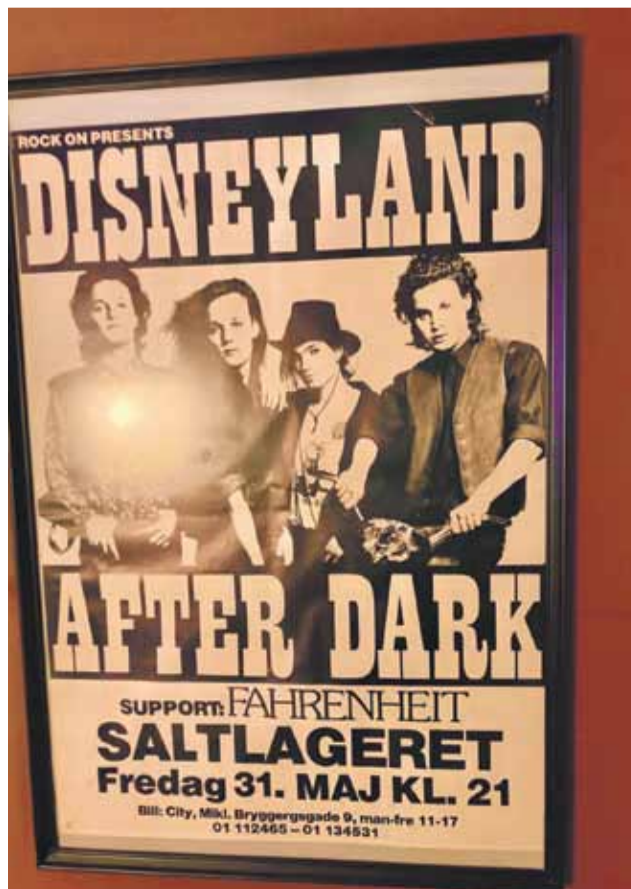 ROCK ON PRESENTS
DISNEYLAND
AFTER DARK
SUPPORT: FAHRENHEIT
SALTLAGERET
Fredag 31. MAJ KL. 21
Bill: City, Mikl. Bryggergsgade 9, man-fre 11-17
01 112465 – 01 134531